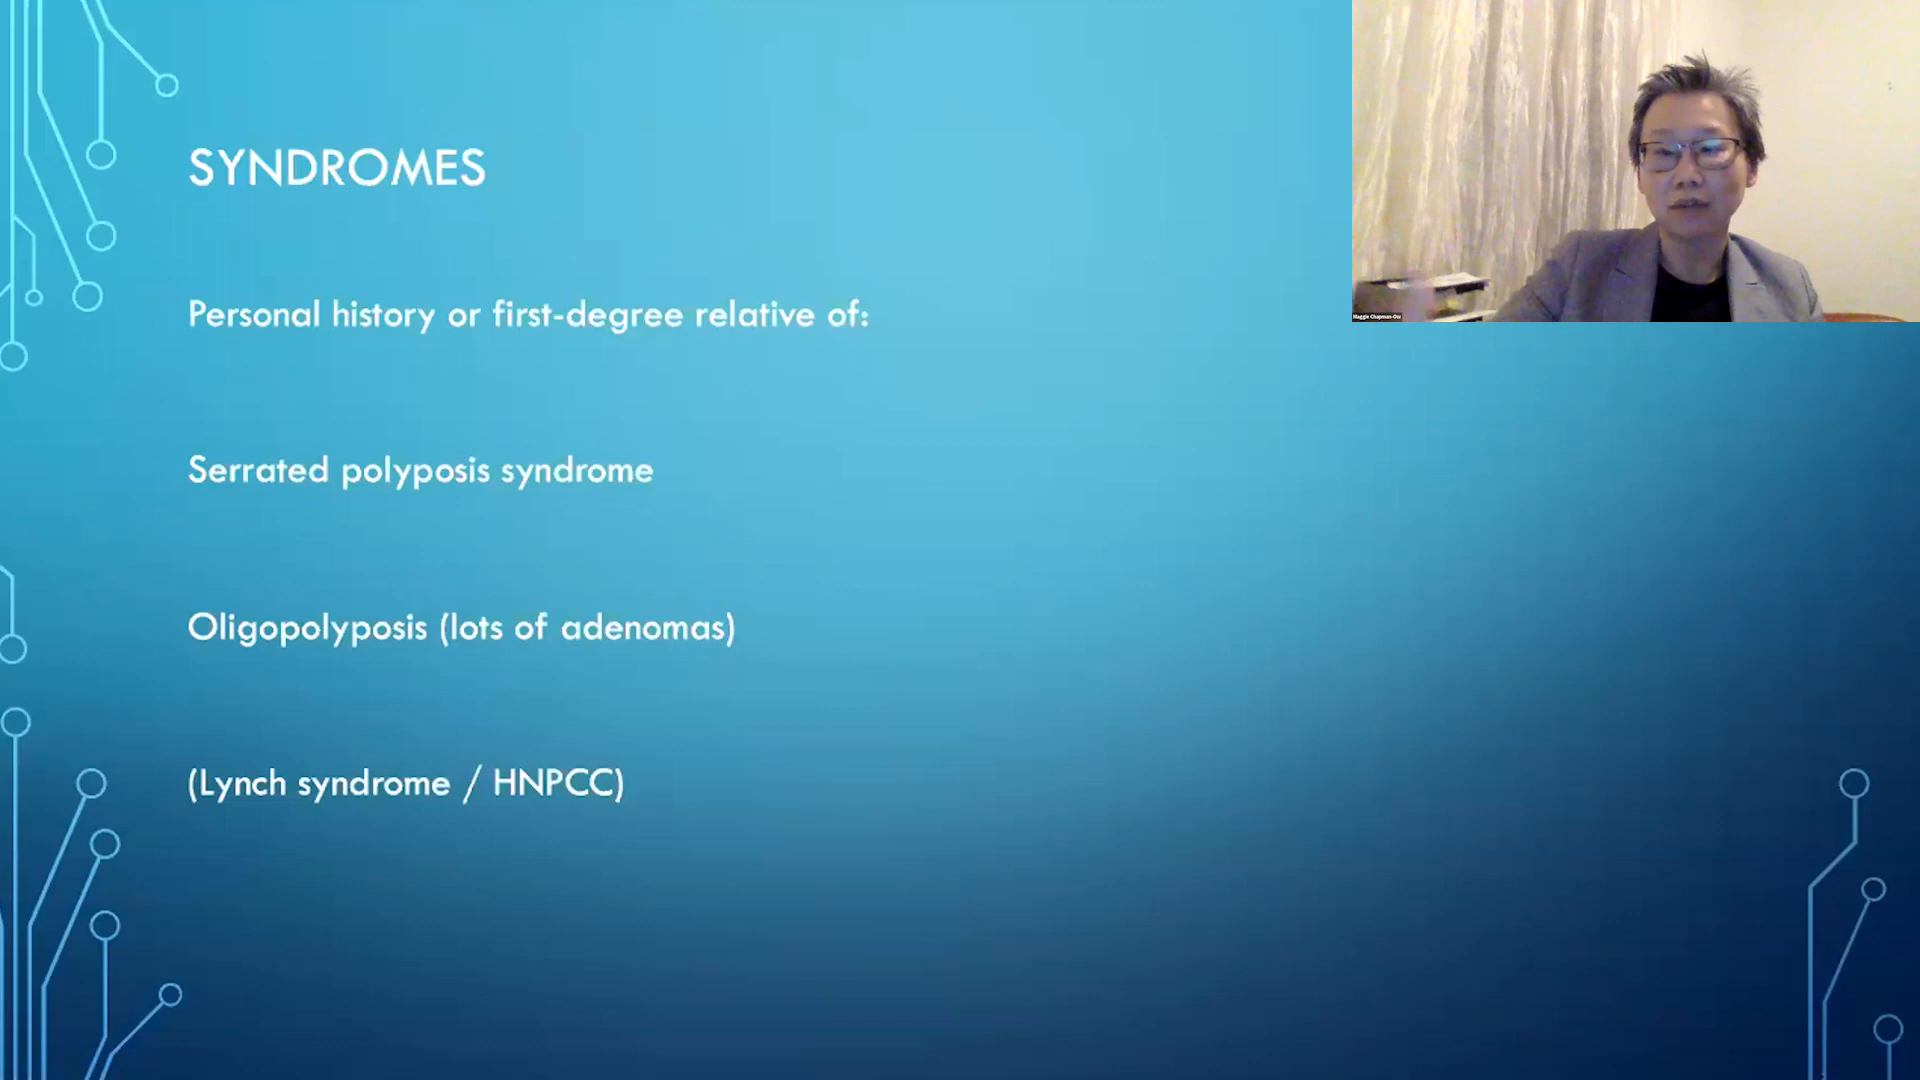 SYNDROMES
Personal history or first-degree relative of:
Serrated polyposis syndrome
Oligopolyposis (lots of adenomas)
(Lynch syndrome / HNPCC)